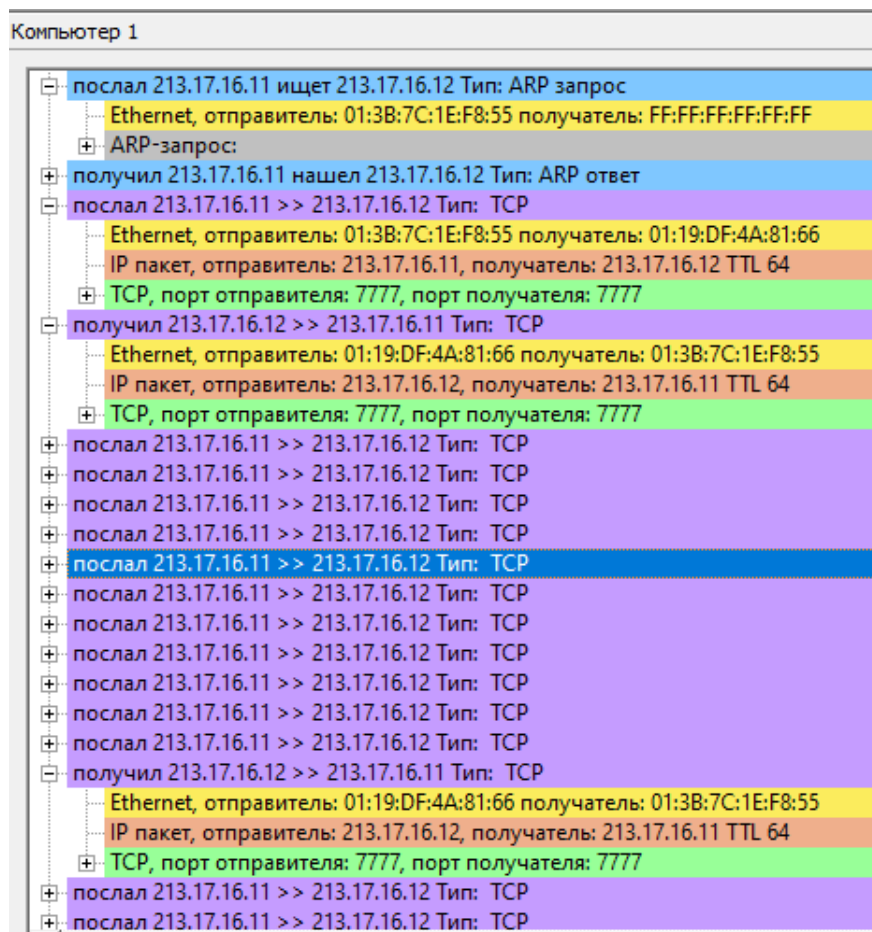 Компьютер 1
послал 213.17.16.11 ищет 213.17.16.12 Тип: ARP запрос
Ethernet, отправитель: 01:3B:7C:1E:F8:55 получатель: FF:FF:FF:FF:FF:FF
ARP-запрос:
получил 213.17.16.11 нашел 213.17.16.12 Тип: ARP ответ
послал 213.17.16.11 >> 213.17.16.12 Тип: TCP
Ethernet, отправитель: 01:3B:7C:1E:F8:55 получатель: 01:19:DF:4A:81:66
IP пакет, отправитель: 213.17.16.11, получатель: 213.17.16.12 TTL 64
TCP, порт отправителя: 7777, порт получателя: 7777
получил 213.17.16.12 >> 213.17.16.11 Тип: TCP
Ethernet, отправитель: 01:19:DF:4A:81:66 получатель: 01:3B:7C:1E:F8:55
IP пакет, отправитель: 213.17.16.12, получатель: 213.17.16.11 TTL 64
TCP, порт отправителя: 7777, порт получателя: 7777
послал 213.17.16.11 >> 213.17.16.12 Тип: TCP
послал 213.17.16.11 >> 213.17.16.12 Тип: TCP
послал 213.17.16.11 >> 213.17.16.12 Тип: TCP
послал 213.17.16.11 >> 213.17.16.12 Тип: TCP
послал 213.17.16.11 >> 213.17.16.12 Тип: TCP
послал 213.17.16.11 >> 213.17.16.12 Тип: TCP
послал 213.17.16.11 >> 213.17.16.12 Тип: TCP
послал 213.17.16.11 >> 213.17.16.12 Тип: TCP
послал 213.17.16.11 >> 213.17.16.12 Тип: TCP
послал 213.17.16.11 >> 213.17.16.12 Тип: TCP
получил 213.17.16.12 >> 213.17.16.11 Тип: TCP
Ethernet, отправитель: 01:19:DF:4A:81:66 получатель: 01:3B:7C:1E:F8:55
IP пакет, отправитель: 213.17.16.12, получатель: 213.17.16.11 TTL 64
TCP, порт отправителя: 7777, порт получателя: 7777
послал 213.17.16.11 >> 213.17.16.12 Тип: TCP
послал 213.17.16.11 >> 213.17.16.12 Тип: TCP